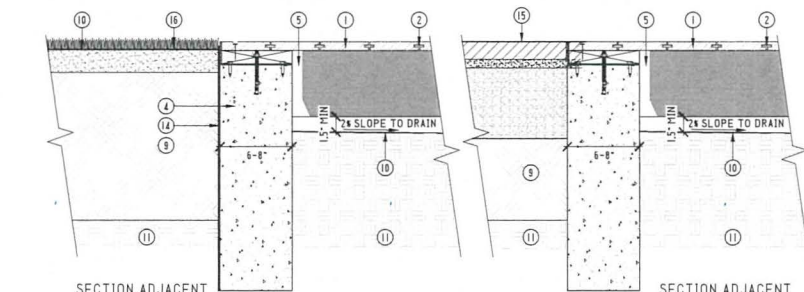 10 16 5 1 2 15 5 1 2
4
14
9
1.5" MIN
2% SLOPE TO DRAIN
6-8"
10
11 11
1.5" MIN
2% SLOPE TO DRAIN
6-8"
9
10
11 11
SECTION ADJACENT
SECTION ADJACENT